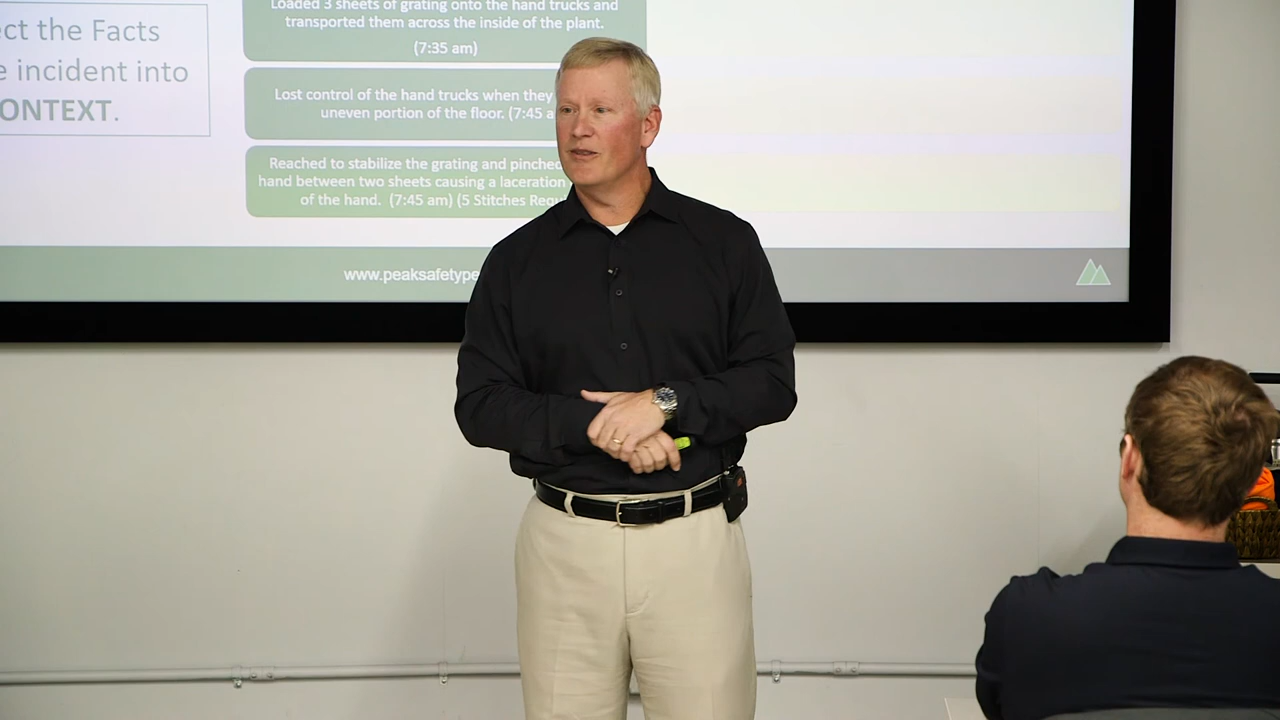 ect the Facts
e incident into
ONTEXT.
Loaded 3 sheets of grating onto the hand trucks and
transported them across the inside of the plant.
(7:35 am)
Lost control of the hand trucks when they
uneven portion of the floor. (7:45 a
Reached to stabilize the grating and pinched
hand between two sheets causing a laceration
of the hand. (7:45 am) (5 Stitches Requ
www.peaksafetype